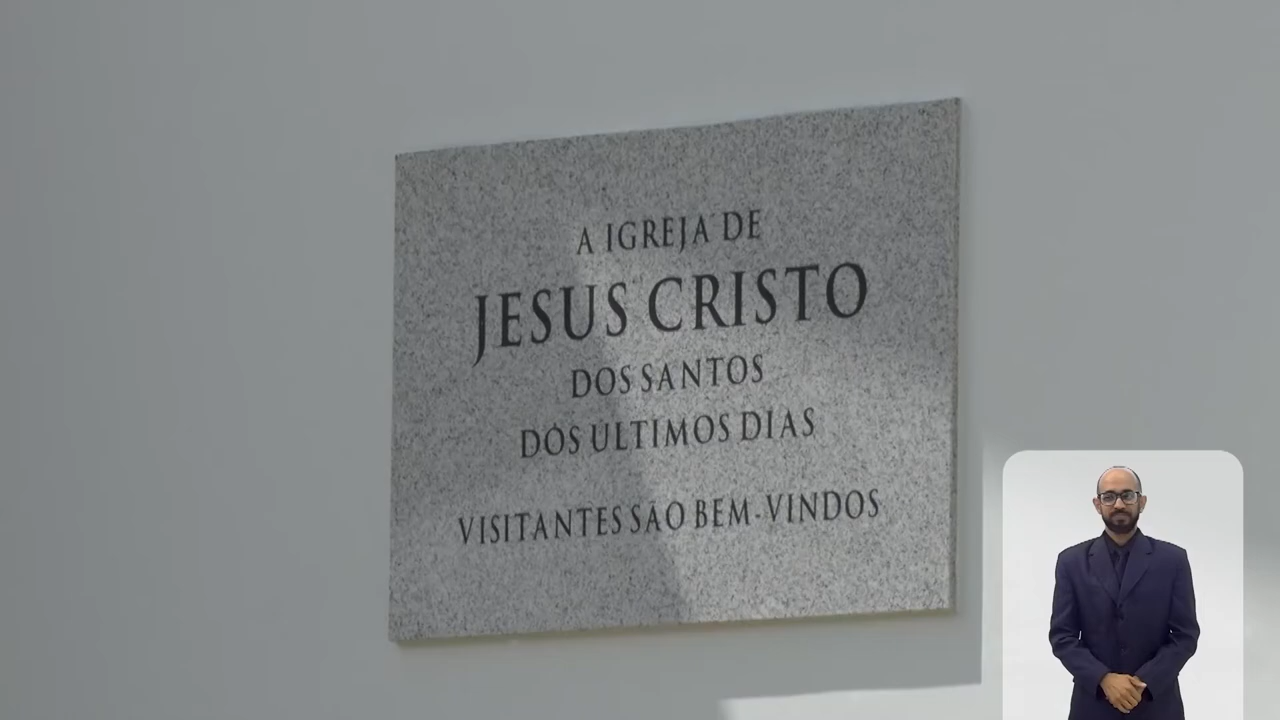 A IGREJA DE
JESUS CRISTO
DOS SANTOS
DOS ÚLTIMOS DIAS
VISITANTES SÃO BEM-VINDOS